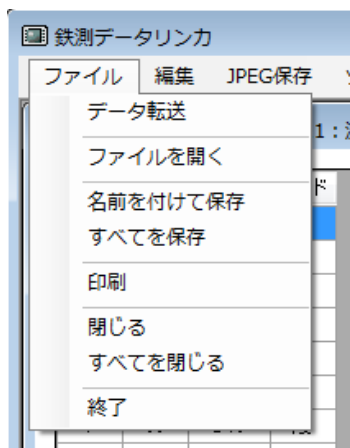 鉄測データリンカ
ファイル 編集 JPEG保存
データ転送
1:
ファイルを開く
ド
名前を付けて保存
すべてを保存
印刷
閉じる
すべてを閉じる
終了